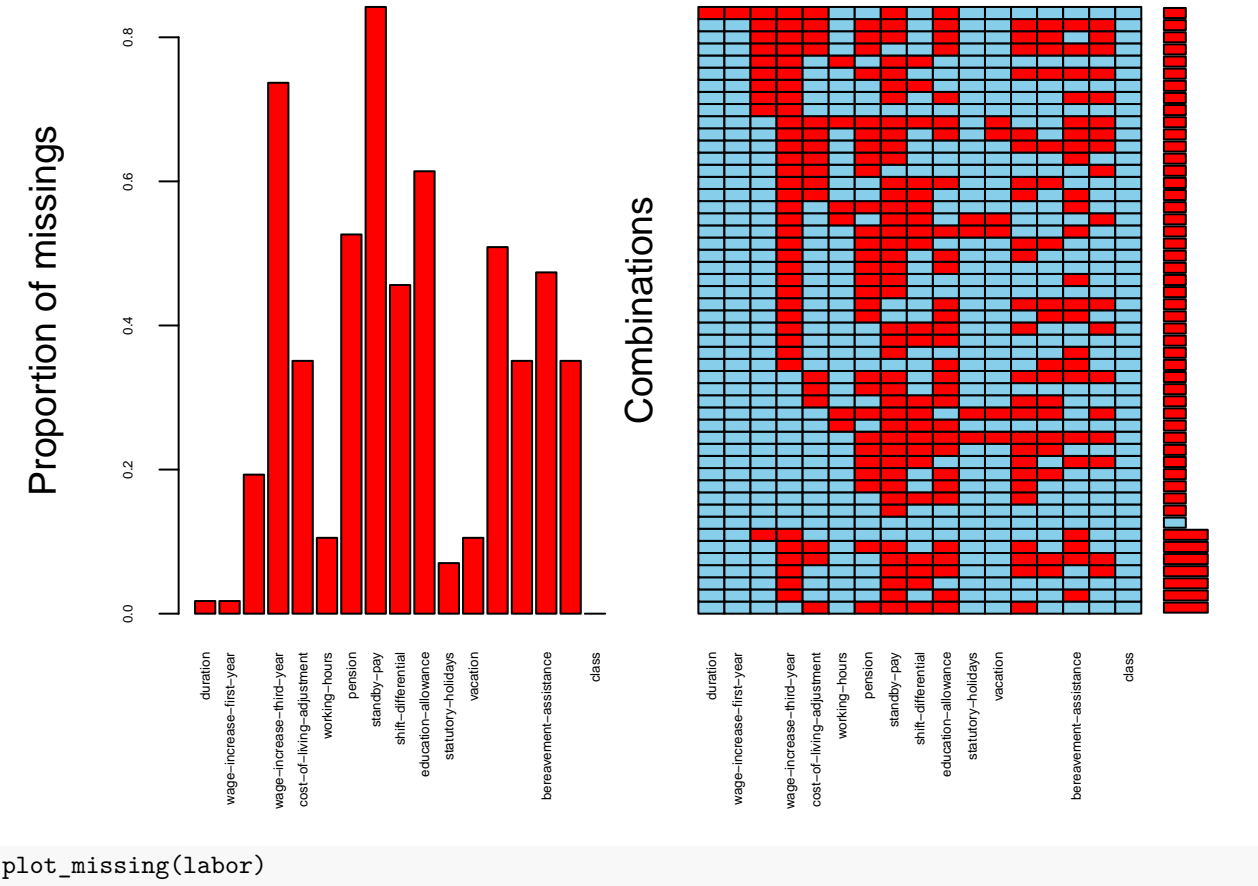 Proportion of missings
0.8
0.6
0.4
0.2
0.0
duration
wage−increase−first−year
wage−increase−third−year
cost−of−living−adjustment
working−hours
pension
standby−pay
shift−differential
education−allowance
statutory−holidays
vacation
bereavement−assistance
class
Combinations
duration
wage−increase−first−year
wage−increase−third−year
cost−of−living−adjustment
working−hours
pension
standby−pay
shift−differential
education−allowance
statutory−holidays
vacation
bereavement−assistance
class
plot_missing(labor)